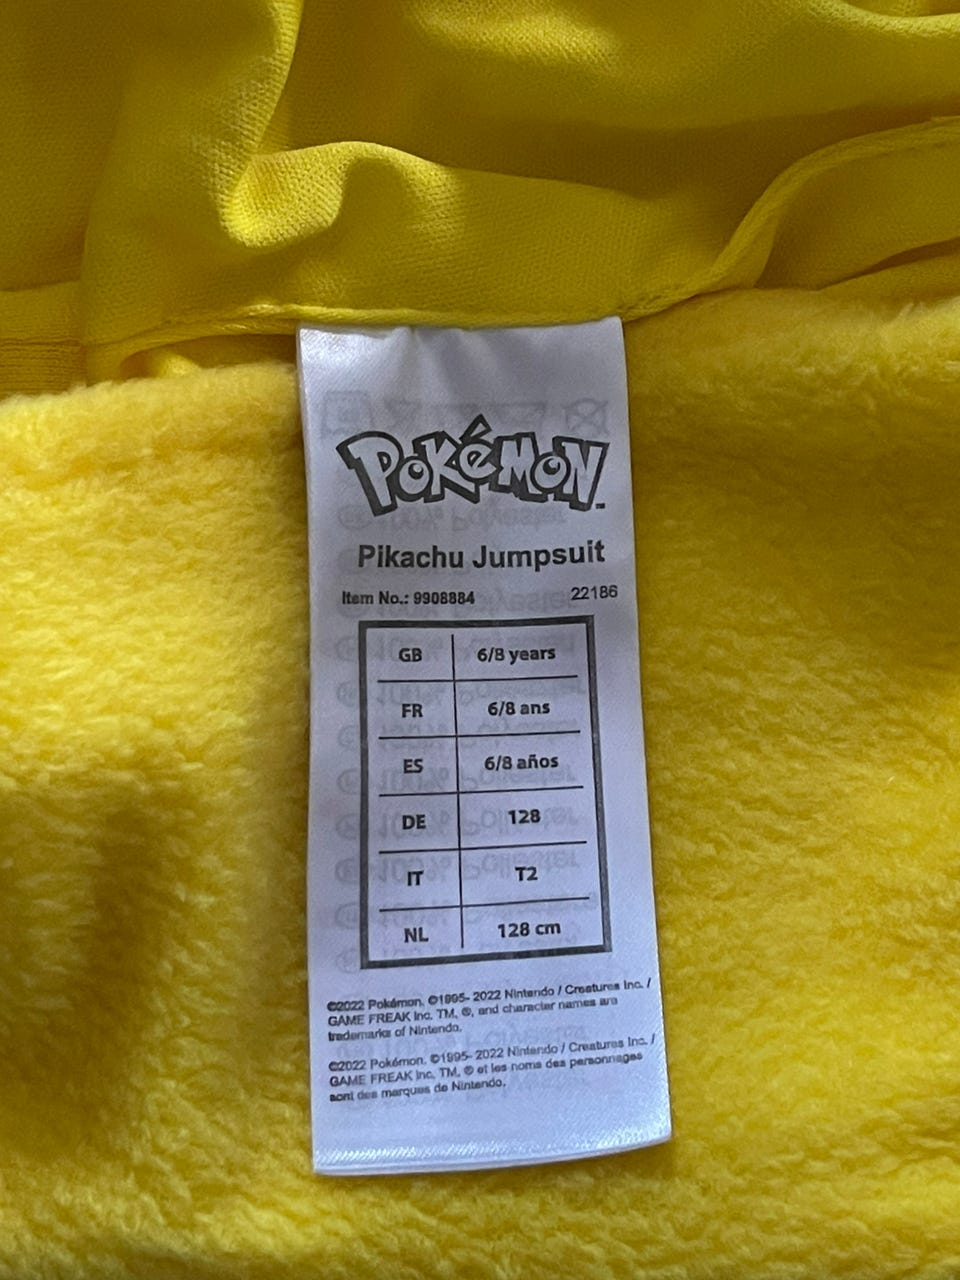 POKéMON™
Pikachu Jumpsuit
Item No.: 9908884 22186
GB 6/8 years
FR 6/8 ans
ES 6/8 años
DE 128
IT T2
NL 128 cm
©2022 Pokémon. ©1995- 2022 Nintendo / Creatures Inc. /
GAME FREAK Inc. TM, ®, and character names are
trademarks of Nintendo.
©2022 Pokémon. ©1995- 2022 Nintendo / Creatures Inc. /
GAME FREAK Inc. TM, ® et les noms des personnages
sont des marques de Nintendo.